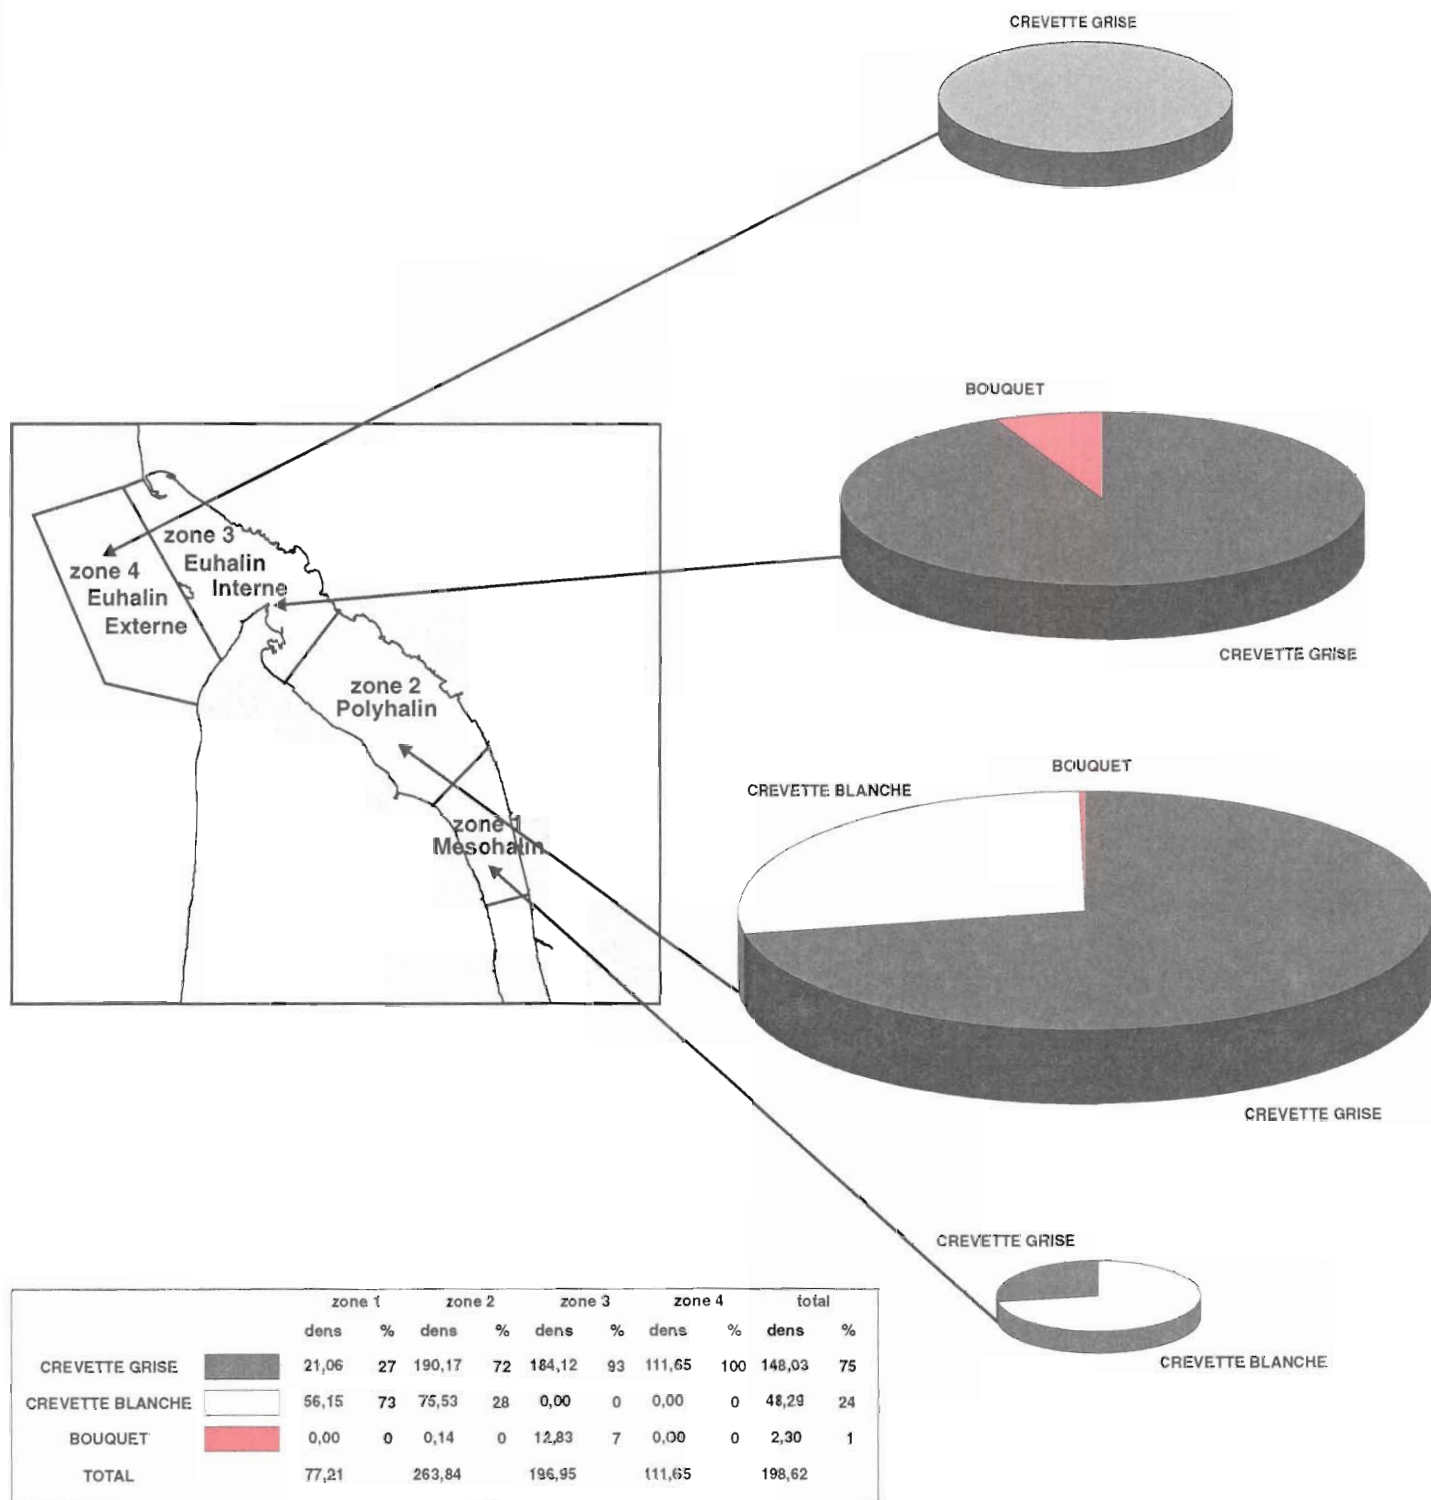 CREVETTE GRISE
BOUQUET
CREVETTE GRISE
zone 3
Euhalin
Interne
zone 4
Euhalin
Externe
zone 2
Polyhalin
zone 1
Mesohalin
BOUQUET
CREVETTE BLANCHE
CREVETTE GRISE
CREVETTE GRISE
CREVETTE BLANCHE
zone 1 zone 2 zone 3 zone 4 total
dens % dens % dens % dens % dens %
CREVETTE GRISE 21,06 27 190,17 72 184,12 93 111,65 100 148,03 75
CREVETTE BLANCHE 56,15 73 75,53 28 0,00 0 0,00 0 48,29 24
BOUQUET 0,00 0 0,14 0 12,83 7 0,00 0 2,30 1
TOTAL 77,21 263,84 196,95 111,65 198,62